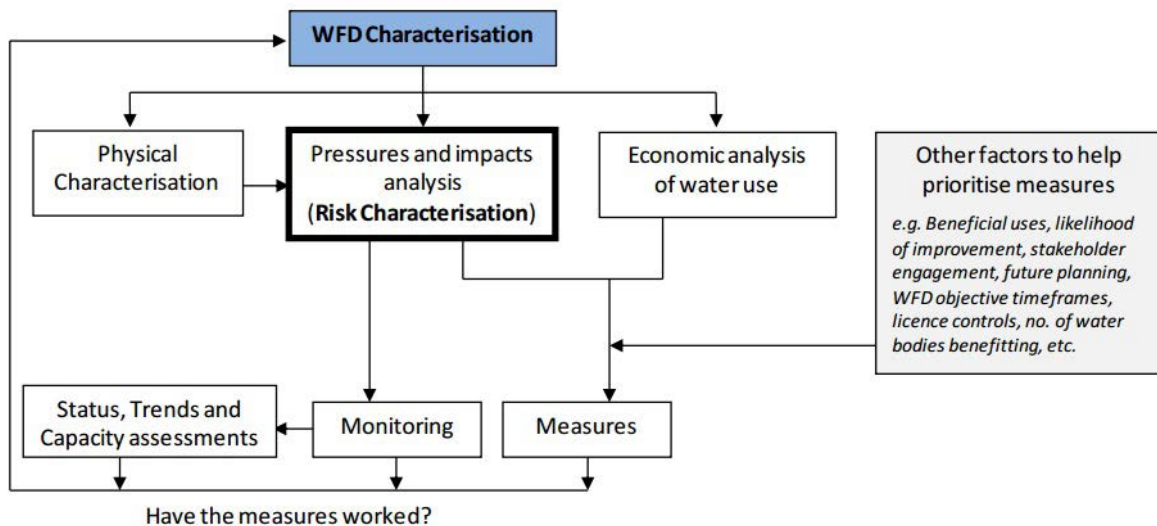 WFD Characterisation
Physical
Characterisation
Pressures and impacts
analysis
(Risk Characterisation)
Economic analysis
of water use
Other factors to help
prioritise measures
e.g. Beneficial uses, likelihood
of improvement, stakeholder
engagement, future planning,
WFD objective timeframes,
licence controls, no. of water
bodies benefitting, etc.
Status, Trends and
Capacity assessments
Monitoring
Measures
Have the measures worked?